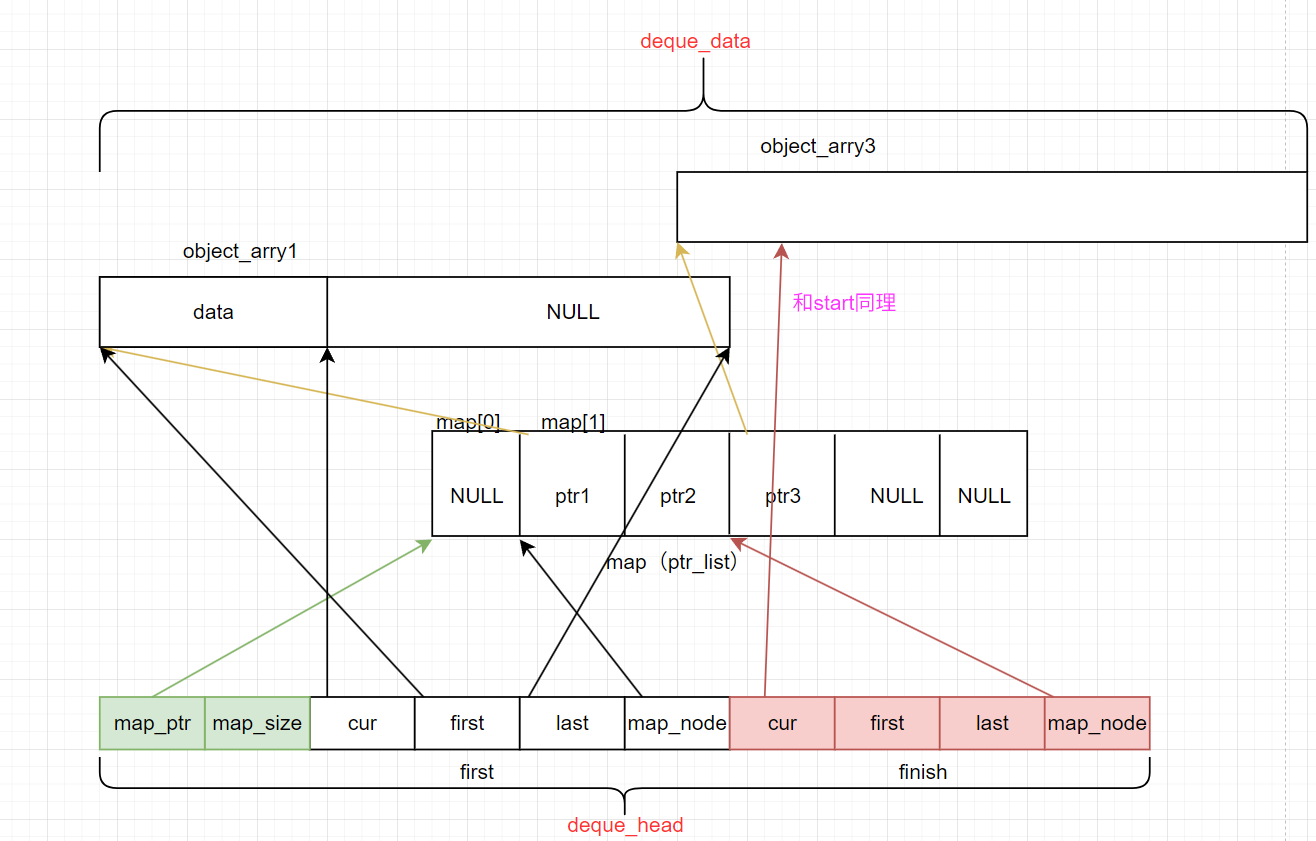 deque_data
object_arry3
object_arry1
data
NULL
和start同理
map[0]
map[1]
NULL
ptr1
ptr2
ptr3
NULL
NULL
map（ptr_list）
map_ptr
map_size
cur
first
last
map_node
cur
first
last
map_node
first
finish
deque_head